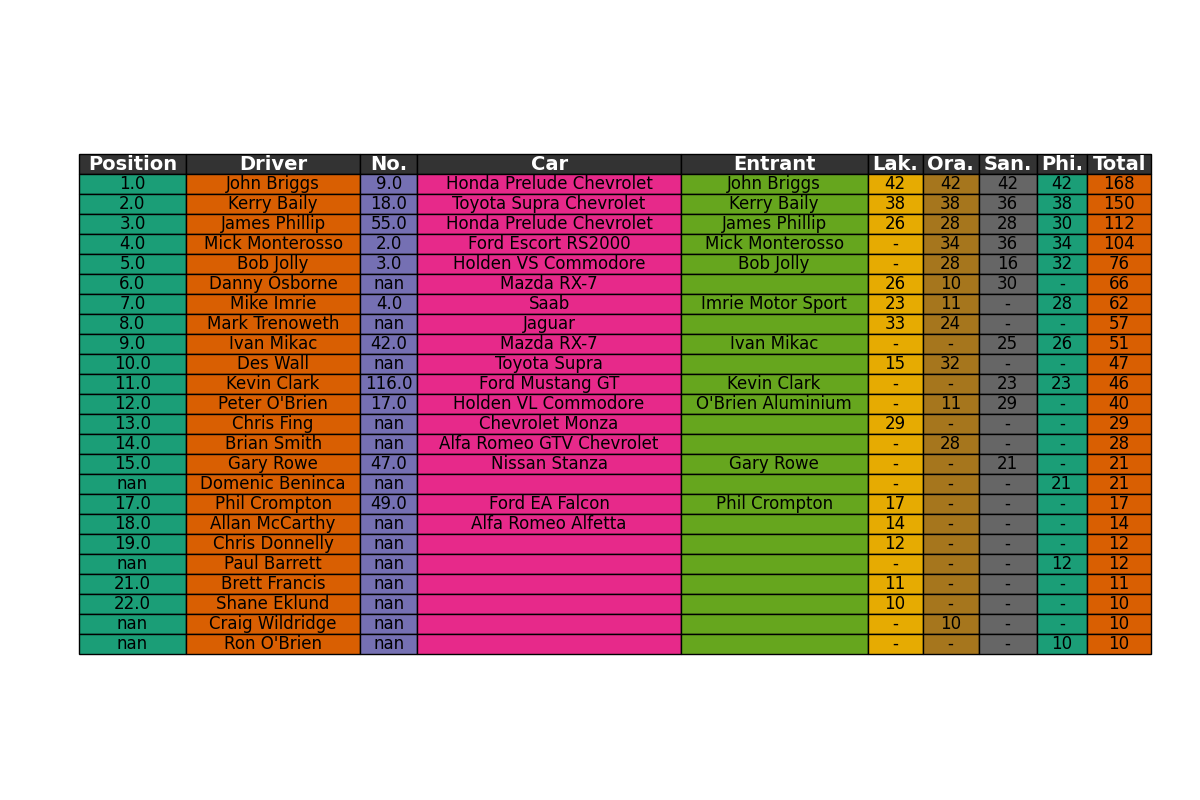 Position Driver No. Car Entrant Lak. Ora. San. Phi. Total
1.0 John Briggs 9.0 Honda Prelude Chevrolet John Briggs 42 42 42 42 168
2.0 Kerry Baily 18.0 Toyota Supra Chevrolet Kerry Baily 38 38 36 38 150
3.0 James Phillip 55.0 Honda Prelude Chevrolet James Phillip 26 28 28 30 112
4.0 Mick Monterosso 2.0 Ford Escort RS2000 Mick Monterosso - 34 36 34 104
5.0 Bob Jolly 3.0 Holden VS Commodore Bob Jolly - 28 16 32 76
6.0 Danny Osborne nan Mazda RX-7 26 10 30 - 66
7.0 Mike Imrie 4.0 Saab Imrie Motor Sport 23 11 - 28 62
8.0 Mark Trenoweth nan Jaguar 33 24 - - 57
9.0 Ivan Mikac 42.0 Mazda RX-7 Ivan Mikac - - 25 26 51
10.0 Des Wall nan Toyota Supra 15 32 - - 47
11.0 Kevin Clark 116.0 Ford Mustang GT Kevin Clark - - 23 23 46
12.0 Peter O'Brien 17.0 Holden VL Commodore O'Brien Aluminium - 11 29 - 40
13.0 Chris Fing nan Chevrolet Monza 29 - - - 29
14.0 Brian Smith nan Alfa Romeo GTV Chevrolet - 28 - - 28
15.0 Gary Rowe 47.0 Nissan Stanza Gary Rowe - - 21 - 21
nan Domenic Beninca nan - - - 21 21
17.0 Phil Crompton 49.0 Ford EA Falcon Phil Crompton 17 - - - 17
18.0 Allan McCarthy nan Alfa Romeo Alfetta 14 - - - 14
19.0 Chris Donnelly nan 12 - - - 12
nan Paul Barrett nan - - - 12 12
21.0 Brett Francis nan 11 - - - 11
22.0 Shane Eklund nan 10 - - - 10
nan Craig Wildridge nan - 10 - - 10
nan Ron O'Brien nan - - - 10 10